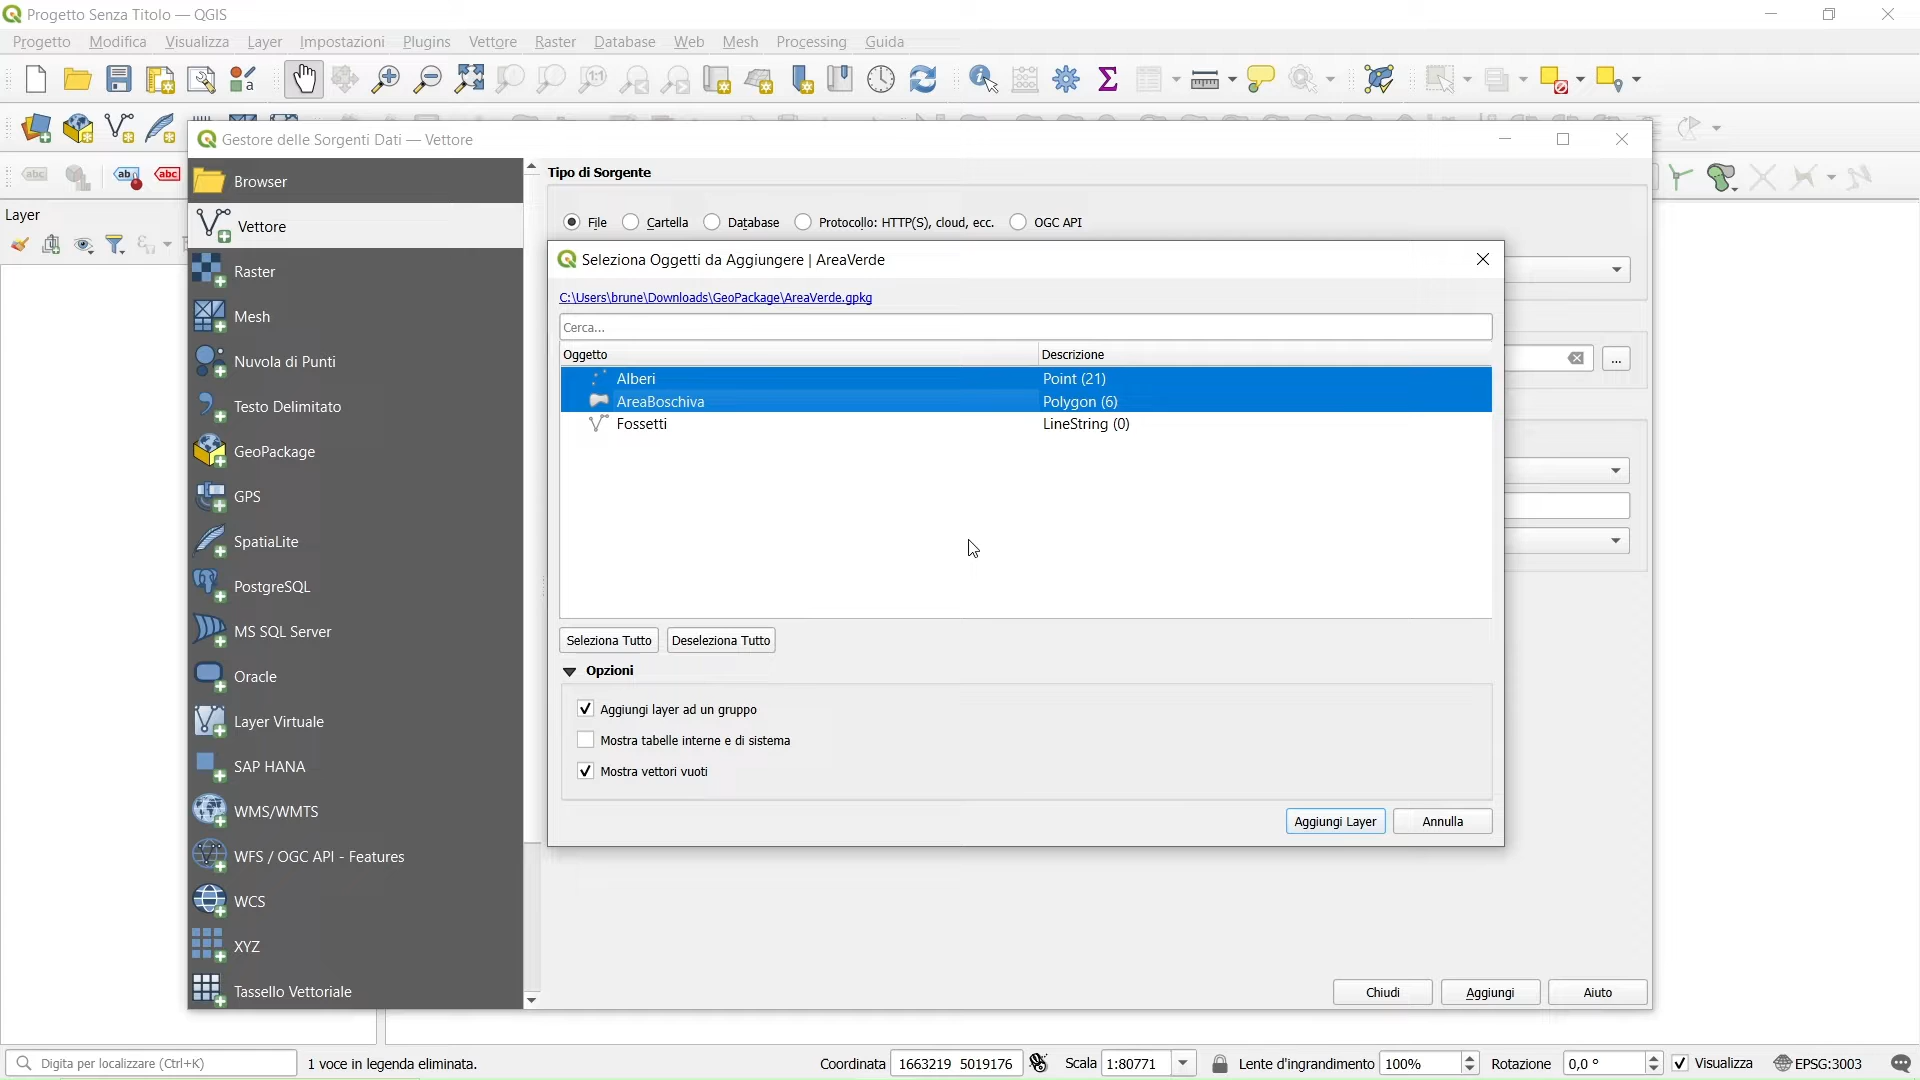 Progetto Senza Titolo — QGIS
Progetto Modifica Visualizza Layer Impostazioni Plugins Vettore Raster Database Web Mesh Processing Guida
abc ab abc
Gestore delle Sorgenti Dati — Vettore
Layer
Browser
Vettore
Raster
Mesh
Nuvola di Punti
Testo Delimitato
GeoPackage
GPS
SpatiaLite
PostgreSQL
MS SQL Server
Oracle
Layer Virtuale
SAP HANA
WMS/WMTS
WFS / OGC API - Features
WCS
XYZ
Tassello Vettoriale
Tipo di Sorgente
File Cartella Database Protocollo: HTTP(S), cloud, ecc. OGC API
Seleziona Oggetti da Aggiungere | AreaVerde
C:\Users\brune\Downloads\GeoPackage\AreaVerde.gpkg
Cerca...
Oggetto Descrizione
Alberi Point (21)
AreaBoschiva Polygon (6)
Fossetti LineString (0)
...
Seleziona Tutto Deseleziona Tutto
Opzioni
Aggiungi layer ad un gruppo
Mostra tabelle interne e di sistema
Mostra vettori vuoti
Aggiungi Layer Annulla
Chiudi Aggiungi Aiuto
Digita per localizzare (Ctrl+K) 1 voce in legenda eliminata. Coordinata 1663219 5019176 Scala 1:80771 Lente d'ingrandimento 100% Rotazione 0,0 ° Visualizza EPSG:3003